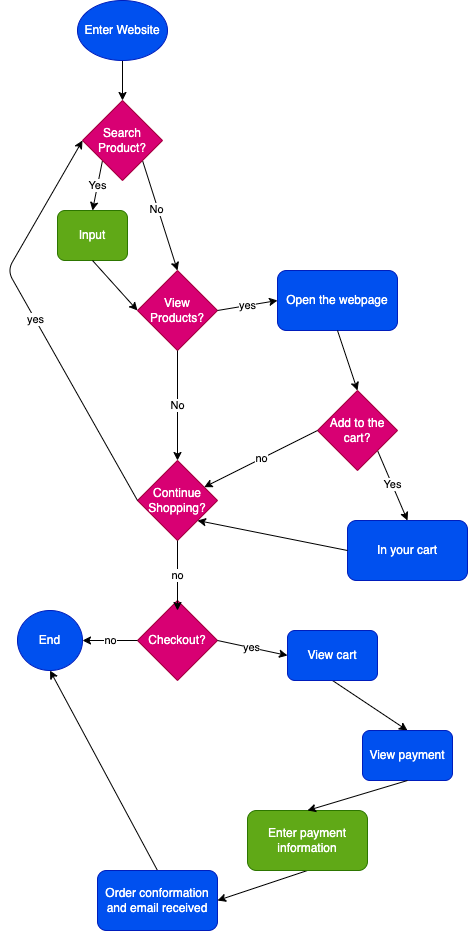 Enter Website
Search
Product?
Yes
No
Input
View
Products?
yes
Open the webpage
yes
No
Add to the
cart?
no
Yes
Continue
Shopping?
In your cart
no
End
no
Checkout?
yes
View cart
View payment
Enter payment
information
Order conformation
and email received